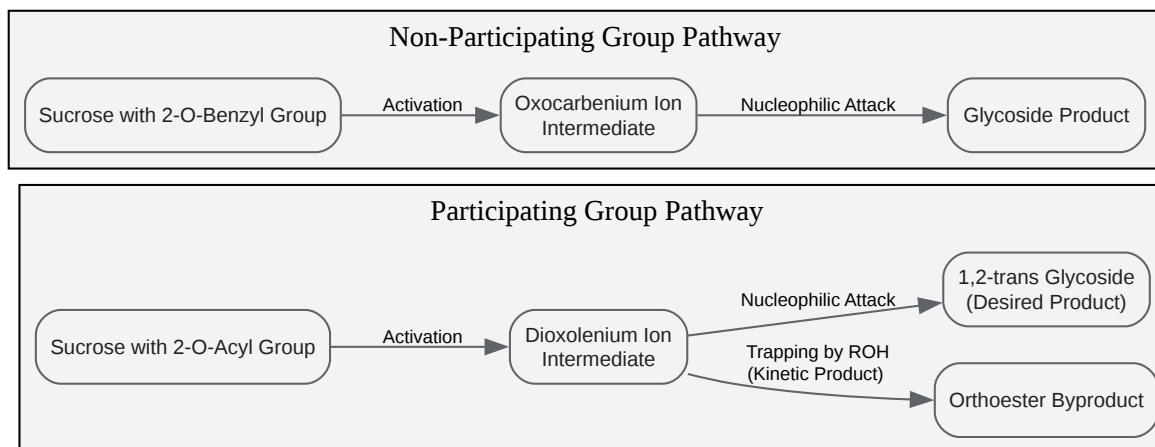 Non-Participating Group Pathway
Sucrose with 2-O-Benzyl Group
Activation
Oxocarbenium Ion
Intermediate
Nucleophilic Attack
Glycoside Product
Participating Group Pathway
Sucrose with 2-O-Acyl Group
Activation
Dioxolenium Ion
Intermediate
Nucleophilic Attack
1,2-trans Glycoside
(Desired Product)
Trapping by ROH
(Kinetic Product)
Orthoester Byproduct